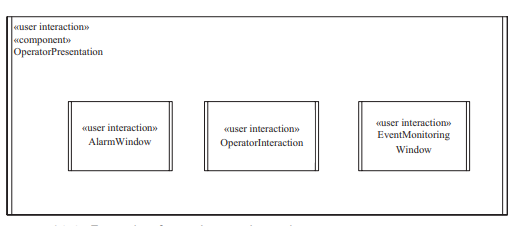 «user interaction»
«component»
OperatorPresentation
«user interaction»
AlarmWindow
«user interaction»
OperatorInteraction
«user interaction»
EventMonitoring
Window